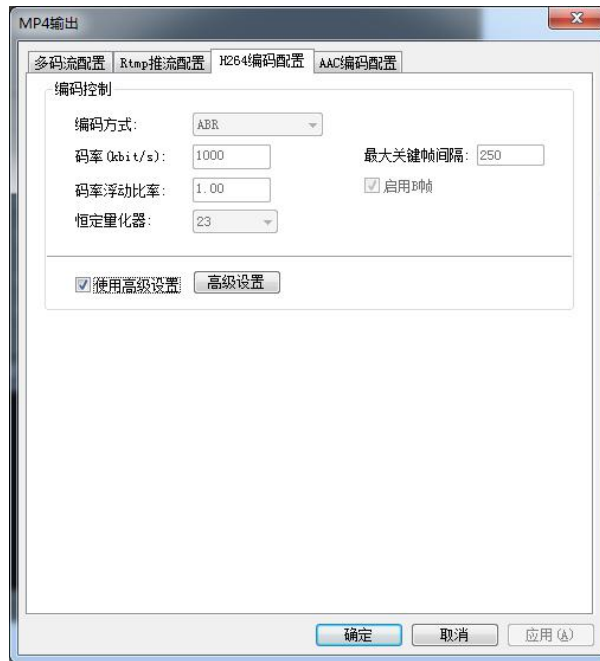 MP4输出
多码流配置 Rtmp推流配置 H264编码配置 AAC编码配置
编码控制
编码方式: ABR
码率(kbit/s): 1000 最大关键帧间隔: 250
码率浮动比率: 1.00 启用B帧
恒定量化器: 23
使用高级设置 高级设置
确定 取消 应用(A)